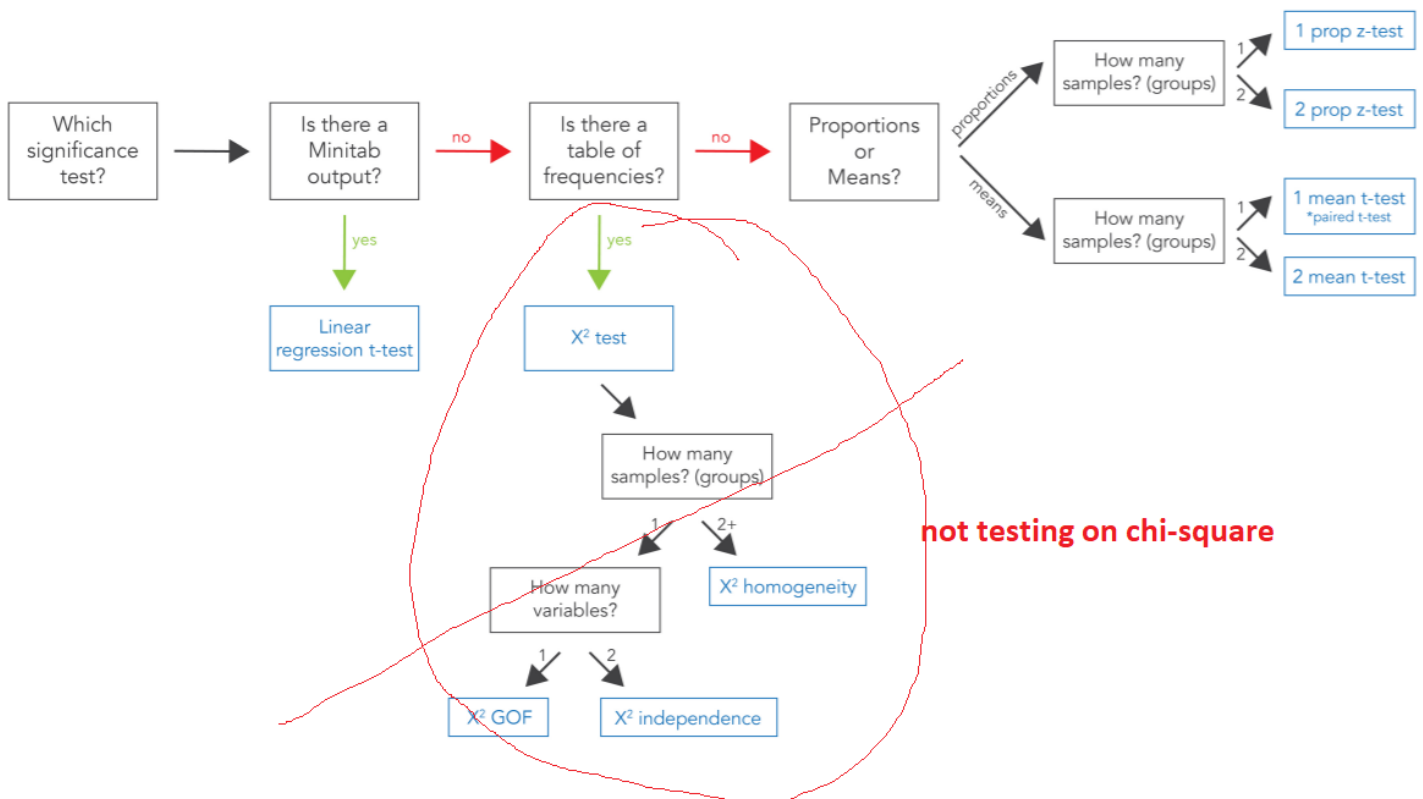 Which
significance
test?
Is there a
Minitab
output?
no
Is there a
table of
frequencies?
no
Proportions
or
Means?
proportions
means
How many
samples? (groups)
1
2
1 prop z-test
2 prop z-test
How many
samples? (groups)
1
2
1 mean t-test
*paired t-test
2 mean t-test
yes
yes
Linear
regression t-test
X² test
How many
samples? (groups)
1
2+
not testing on chi-square
How many
variables?
X² homogeneity
1
2
X² GOF
X² independence